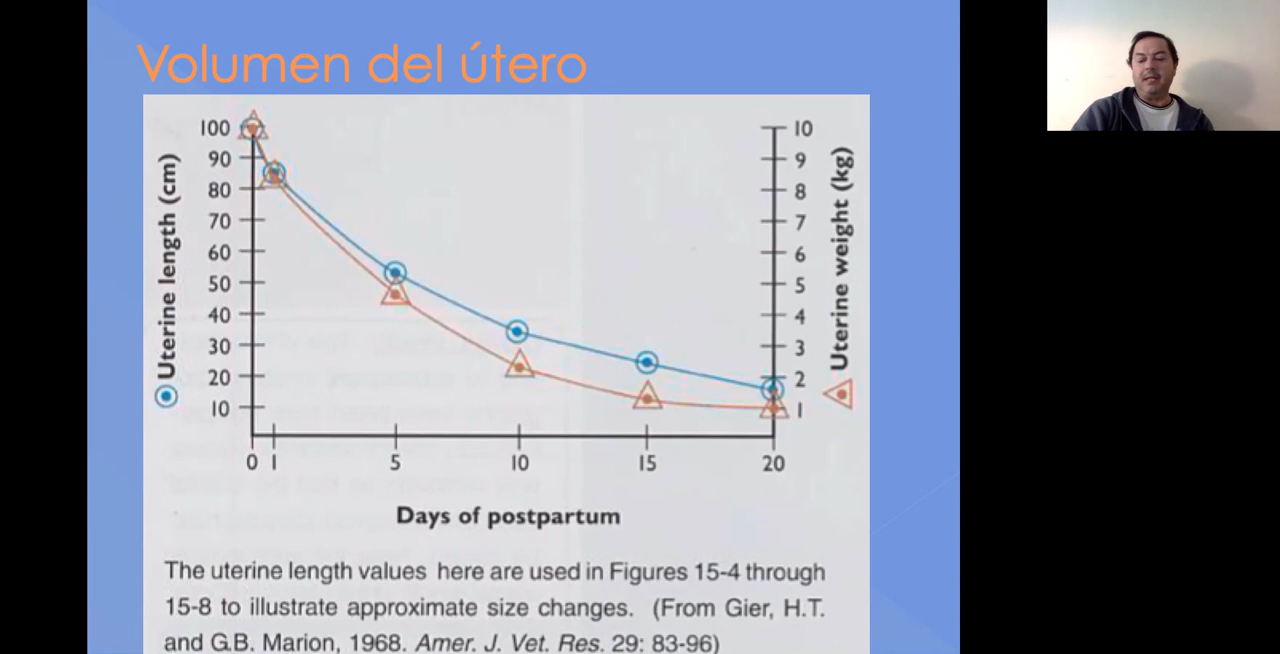 Volumen del útero
Uterine length (cm)
100
90
80
70
60
50
40
30
20
10
10
9
8
7
6
5
4
3
2
1
Uterine weight (kg)
0 1 5 10 15 20
Days of postpartum
The uterine length values here are used in Figures 15-4 through
15-8 to illustrate approximate size changes. (From Gier, H.T.
and G.B. Marion, 1968. Amer. J. Vet. Res. 29: 83-96)